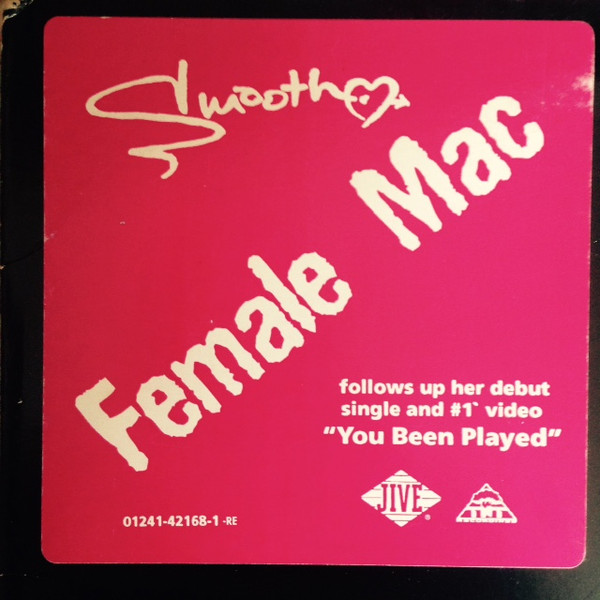 Smooth
Female Mac
follows up her debut
single and #1 video
"You Been Played"
JIVE
01241-42168-1 -RE